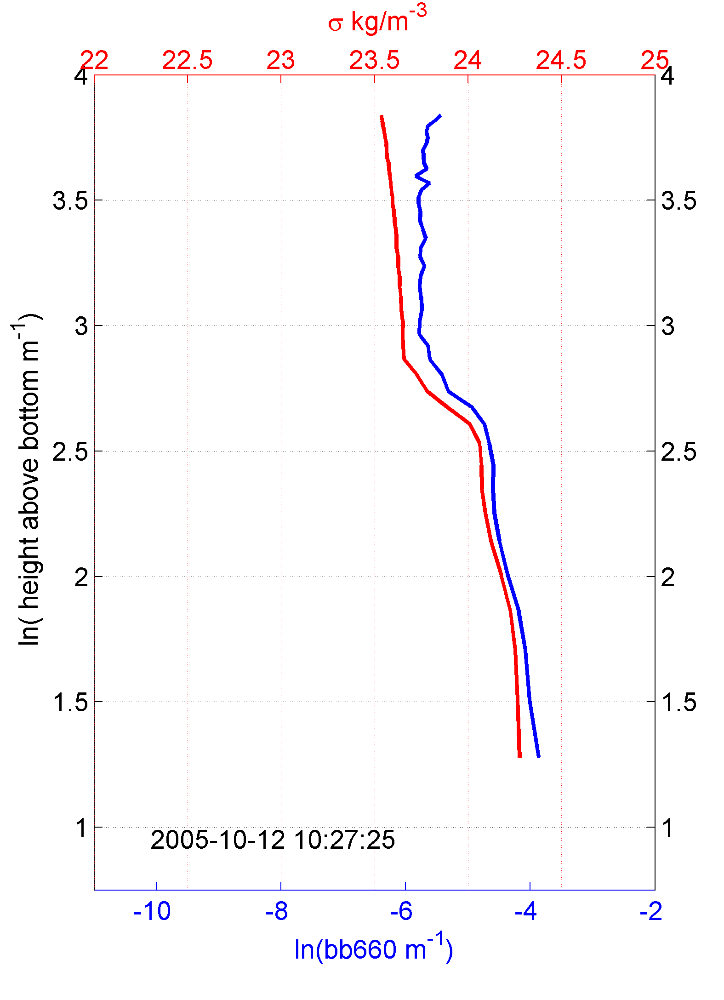 σ kg/m⁻³
22 22.5 23 23.5 24 24.5 25
4 4
3.5 3.5
3 3
2.5 2.5
2 2
1.5 1.5
1 1
ln( height above bottom m⁻¹)
2005-10-12 10:27:25
-10 -8 -6 -4 -2
ln(bb660 m⁻¹)